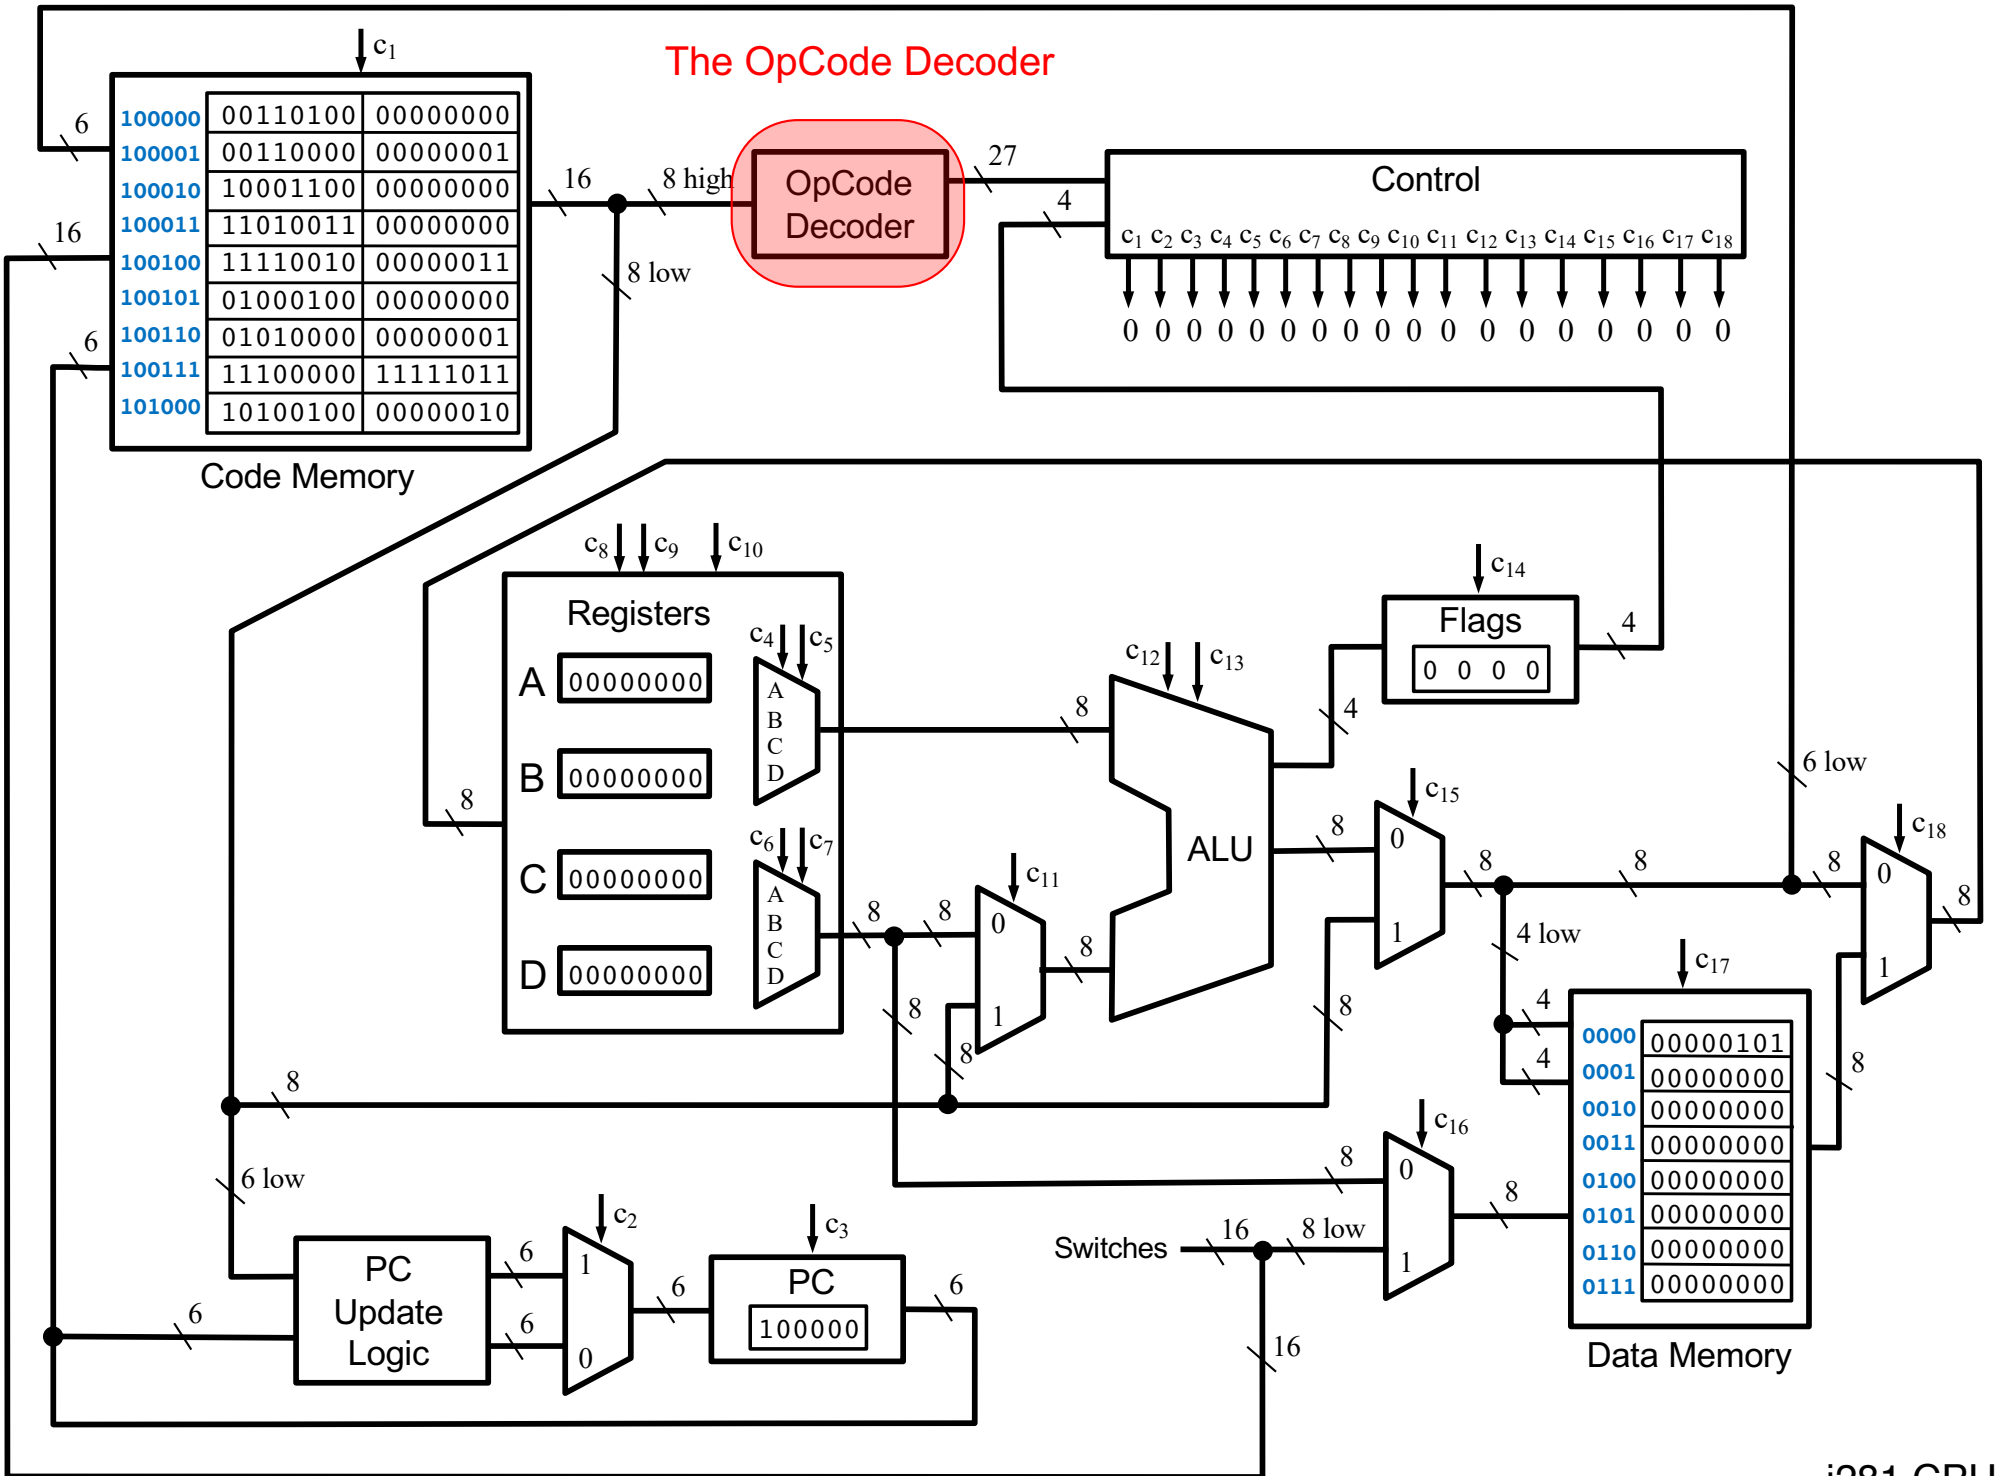 The OpCode Decoder
c1
6
16
6
100000 00110100 00000000
100001 00110000 00000001
100010 10001100 00000000
100011 11010011 00000000
100100 11110010 00000011
100101 01000100 00000000
100110 01010000 00000001
100111 11100000 11111011
101000 10100100 00000010
Code Memory
16
8 high
8 low
OpCode
Decoder
27
4
Control
c1 c2 c3 c4 c5 c6 c7 c8 c9 c10 c11 c12 c13 c14 c15 c16 c17 c18
0 0 0 0 0 0 0 0 0 0 0 0 0 0 0 0 0 0
c8 c9 c10
Registers
A 00000000
B 00000000
C 00000000
D 00000000
c4 c5
A
B
C
D
c6 c7
A
B
C
D
8
8
8
8
8
c11
0
1
8
8
c12 c13
ALU
c14
Flags
0 0 0 0
4
4
8
c15
0
1
8
8
8
8
6 low
4 low
c18
0
1
8
c17
4
4
0000 00000101
0001 00000000
0010 00000000
0011 00000000
0100 00000000
0101 00000000
0110 00000000
0111 00000000
Data Memory
8
8
c16
0
1
8
8
Switches
16
8 low
16
6 low
PC
Update
Logic
6
6
6
c2
1
0
6
c3
PC
100000
6